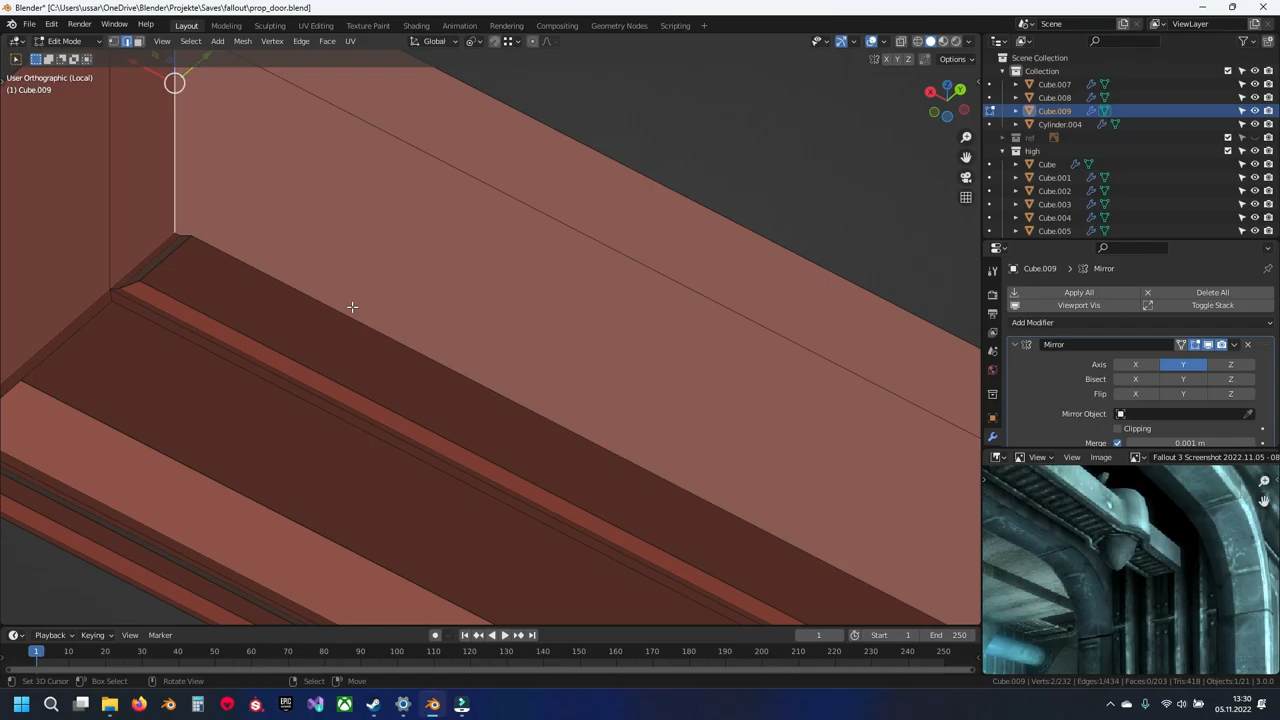 Blender* [C:\Users\ussar\OneDrive\Blender\Projekte\Saves\fallout\prop_door.blend]
File Edit Render Window Help Layout Modeling Sculpting UV Editing Texture Paint Shading Animation Rendering Compositing Geometry Nodes Scripting + Scene ViewLayer
Edit Mode View Select Add Mesh Vertex Edge Face UV Global
X Y Z Options
User Orthographic (Local)
(1) Cube.009
Z
X
Y
Scene Collection
Collection
Cube.007
Cube.008
Cube.009
Cylinder.004
ref
high
Cube
Cube.001
Cube.002
Cube.003
Cube.004
Cube.005
Cube.009 > Mirror
Apply All Delete All
Viewport Vis Toggle Stack
Add Modifier
Mirror
Axis X Y Z
Bisect X Y Z
Flip X Y Z
Mirror Object
Clipping
Merge 0.001 m
View View Image Fallout 3 Screenshot 2022.11.05 - 08
Playback Keying View Marker 1 Start 1 End 250
1 10 20 30 40 50 60 70 80 90 100 110 120 130 140 150 160 170 180 190 200 210 220 230 240 250
Set 3D Cursor Box Select Rotate View Select Move Cube.009 | Verts:2/232 | Edges:1/434 | Faces:0/203 | Tris:418 | Objects:1/21 | 3.0.0
EPIC GAMES
13:30
05.11.2022